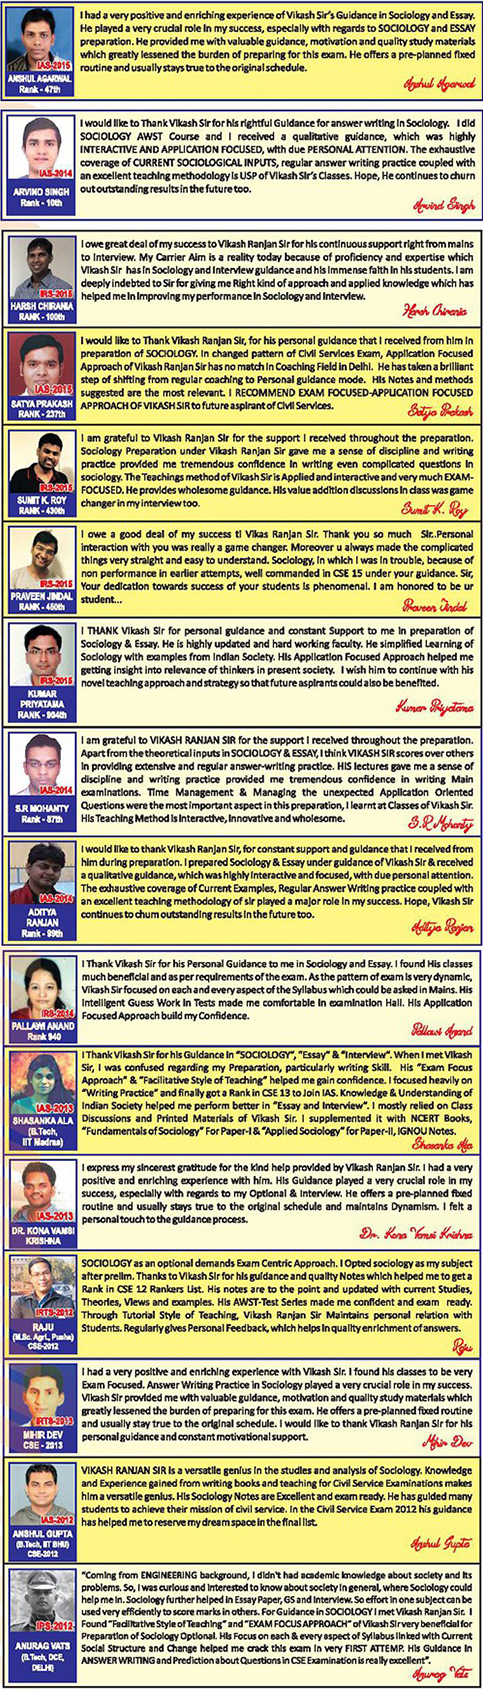 I had a very positive and enriching experience of Vikash Sir's Guidance in Sociology and Essay.
He played a very crucial role in my success, especially with regards to SOCIOLOGY and ESSAY
preparation. He provided me with valuable guidance, motivation and quality study materials
which greatly lessened the burden of preparing for this exam. He offers a pre-planned fixed
routine and usually stays true to the original schedule.
Anshul Agarwal
IAS-2015
ANSHUL AGARWAL
Rank - 47th
I would like to Thank Vikash Sir for his rightful Guidance for answer writing in Sociology. I did
SOCIOLOGY AWST Course and I received a qualitative guidance, which was highly
INTERACTIVE AND APPLICATION FOCUSED, with due PERSONAL ATTENTION. The exhaustive
coverage of CURRENT SOCIOLOGICAL INPUTS, regular answer writing practice coupled with
an excellent teaching methodology is USP of Vikash Sir's Classes. Hope, He continues to churn
out outstanding results in the future too.
Arvind Singh
IAS-2014
ARVIND SINGH
Rank - 10th
I owe great deal of my success to Vikash Ranjan Sir for his continuous support right from mains
to Interview. My Carrier Aim is a reality today because of proficiency and expertise which
Vikash Sir has in Sociology and Interview guidance and his immense faith in his students. I am
deeply indebted to Sir for giving me Right kind of approach and applied knowledge which has
helped me in improving my performance in Sociology and Interview.
Harsh Chirania
IRS-2015
HARSH CHIRANIA
RANK - 100th
I would like to Thank Vikash Ranjan Sir, for his personal guidance that I received from him in
preparation of SOCIOLOGY. In changed pattern of Civil Services Exam, Application Focused
Approach of Vikash Ranjan Sir has no match in Coaching Field in Delhi. He has taken a brilliant
step of shifting from regular coaching to Personal guidance mode. His Notes and methods
suggested are the most relevant. I RECOMMEND EXAM FOCUSED-APPLICATION FOCUSED
APPROACH OF VIKASH SIR to future aspirant of Civil Services.
Satya Prakash
IAS-2015
SATYA PRAKASH
RANK - 237th
I am grateful to Vikash Ranjan Sir for the support I received throughout the preparation.
Sociology Preparation under Vikash Ranjan Sir gave me a sense of discipline and writing
practice provided me tremendous confidence in writing even complicated questions in
sociology. The Teachings method of Vikash Sir is Applied and interactive and very much EXAM-
FOCUSED. He provides wholesome guidance. His value addition discussions in class was game
changer in my interview too.
Sumit K. Roy
IRS-2015
SUMIT K. ROY
RANK - 430th
I owe a good deal of my success ti Vikas Ranjan Sir. Thank you so much Sir..Personal
interaction with you was really a game changer. Moreover u always made the complicated
things very straight and easy to understand. Sociology, in which I was in trouble, because of
non performance in earlier attempts, well commanded in CSE 15 under your guidance. Sir,
Your dedication towards success of your students is phenomenal. I am honored to be ur
student...
Praveen Jindal
IRS-2015
PRAVEEN JINDAL
RANK - 450th
I THANK Vikash Sir for personal guidance and constant Support to me in preparation of
Sociology & Essay. He is highly updated and hard working faculty. He simplified Learning of
Sociology with examples from Indian Society. His Application Focused Approach helped me
getting insight into relevance of thinkers in present society. I wish him to continue with his
novel teaching approach and strategy so that future aspirants could also be benefited.
Kumar Priyatama
IRS-2015
KUMAR
PRIYATAMA
RANK - 904th
I am grateful to VIKASH RANJAN SIR for the support I received throughout the preparation.
Apart from the theoretical inputs in SOCIOLOGY & ESSAY, I think VIKASH SIR scores over others
in providing extensive and regular answer-writing practice. HIS lectures gave me a sense of
discipline and writing practice provided me tremendous confidence in writing Main
examinations. Time Management & Managing the unexpected Application Oriented
Questions were the most important aspect in this preparation, I learnt at Classes of Vikash Sir.
His Teaching Method is Interactive, Innovative and wholesome.
S.R Mohanty
IAS-2014
S.R MOHANTY
Rank - 87th
I would like to thank Vikash Ranjan Sir, for constant support and guidance that I received from
him during preparation. I prepared Sociology & Essay under guidance of Vikash Sir & received
a qualitative guidance, which was highly interactive and focused, with due personal attention.
The exhaustive coverage of Current Examples, Regular Answer Writing practice coupled with
an excellent teaching methodology of sir played a major role in my success. Hope, Vikash Sir
continues to chum outstanding results in the future too.
Aditya Ranjan
IAS-2014
ADITYA
RANJAN
Rank - 99th
I Thank Vikash Sir for his Personal Guidance to me in Sociology and Essay. I found His classes
much beneficial and as per requirements of the exam. As the pattern of exam is very dynamic,
Vikash Sir focused on each and every aspect of the Syllabus which could be asked in Mains. His
Intelligent Guess Work in Tests made me comfortable in examination Hall. His Application
Focused Approach build my Confidence.
Pallawi Anand
IRS-2014
PALLAWI ANAND
Rank 840
I Thank Vikash Sir for his Guidance in "SOCIOLOGY", "Essay" & "Interview". When I met Vikash
Sir, I was confused regarding my Preparation, particularly writing Skill. His "Exam Focus
Approach" & "Facilitative Style of Teaching" helped me gain confidence. I focused heavily on
"Writing Practice" and finally got a Rank in CSE 13 to Join IAS. Knowledge & Understanding of
Indian Society helped me perform better in "Essay and Interview". I mostly relied on Class
Discussions and Printed Materials of Vikash Sir. I supplemented it with NCERT Books,
"Fundamentals of Sociology" For Paper-I & "Applied Sociology" for Paper-II, IGNOU Notes.
Shasanka Ala
IAS-2013
SHASANKA ALA
(B.Tech,
IIT Madras)
I express my sincerest gratitude for the kind help provided by Vikash Ranjan Sir. I had a very
positive and enriching experience with him. His Guidance played a very crucial role in my
success, especially with regards to my Optional & Interview. He offers a pre-planned fixed
routine and usually stays true to the original schedule and maintains Dynamism. I felt a
personal touch to the guidance process.
Dr. Kona Vamsi Krishna
IAS-2013
DR. KONA VAMSI
KRISHNA
SOCIOLOGY as an optional demands Exam Centric Approach. I Opted sociology as my subject
after prelim. Thanks to Vikash Sir for his guidance and quality Notes which helped me to get a
Rank in CSE 12 Rankers List. His notes are to the point and updated with current Studies,
Theories, Views and examples. His AWST-Test Series made me confident and exam ready.
Through Tutorial Style of Teaching, Vikash Ranjan Sir Maintains personal relation with
Students. Regularly gives Personal Feedback, which helps in quality enrichment of answers.
Raju
IRTS-2012
RAJU
(M.Sc. Agri., Pusha)
CSE-2012
I had a very positive and enriching experience with Vikash Sir. I found his classes to be very
Exam Focused. Answer Writing Practice in Sociology played a very crucial role in my success.
Vikash Sir provided me with valuable guidance, motivation and quality study materials which
greatly lessened the burden of preparing for this exam. He offers a pre-planned fixed routine
and usually stay true to the original schedule. I would like to thank Vikash Ranjan Sir for his
personal guidance and constant motivational support.
Mihir Dev
IRTS-2013
MIHIR DEV
CSE - 2013
VIKASH RANJAN SIR is a versatile genius in the studies and analysis of Sociology. Knowledge
and Experience gained from writing books and teaching for Civil Service Examinations makes
him a versatile genius. His Sociology Notes are Excellent and exam ready. He has guided many
students to achieve their mission of civil service. In the Civil Service Exam 2012 his guidance
has helped me to reserve my dream space in the final list.
Anshul Gupta
IAS-2012
ANSHUL GUPTA
(B.Tech, IIT BHU)
CSE-2012
"Coming from ENGINEERING background, I didn't had academic knowledge about society and its
problems. So, I was curious and interested to know about society in general, where Sociology could
help me in. Sociology further helped in Essay Paper, GS and Interview. So effort in one subject can be
used very efficiently to score marks in others. For Guidance in SOCIOLOGY I met Vikash Ranjan Sir. I
Found "Facilitative Style of Teaching" and "EXAM FOCUS APPROACH" of Vikash Sir very beneficial for
Preparation of Sociology Optional. His Focus on each & every aspect of Syllabus linked with Current
Social Structure and Change helped me crack this exam in very FIRST ATTEMP. His Guidance in
ANSWER WRITING and Prediction about Questions in CSE Examination is really excellent".
Anurag Vats
IPS-2012
ANURAG VATS
(B.Tech, DCE,
DELHI)